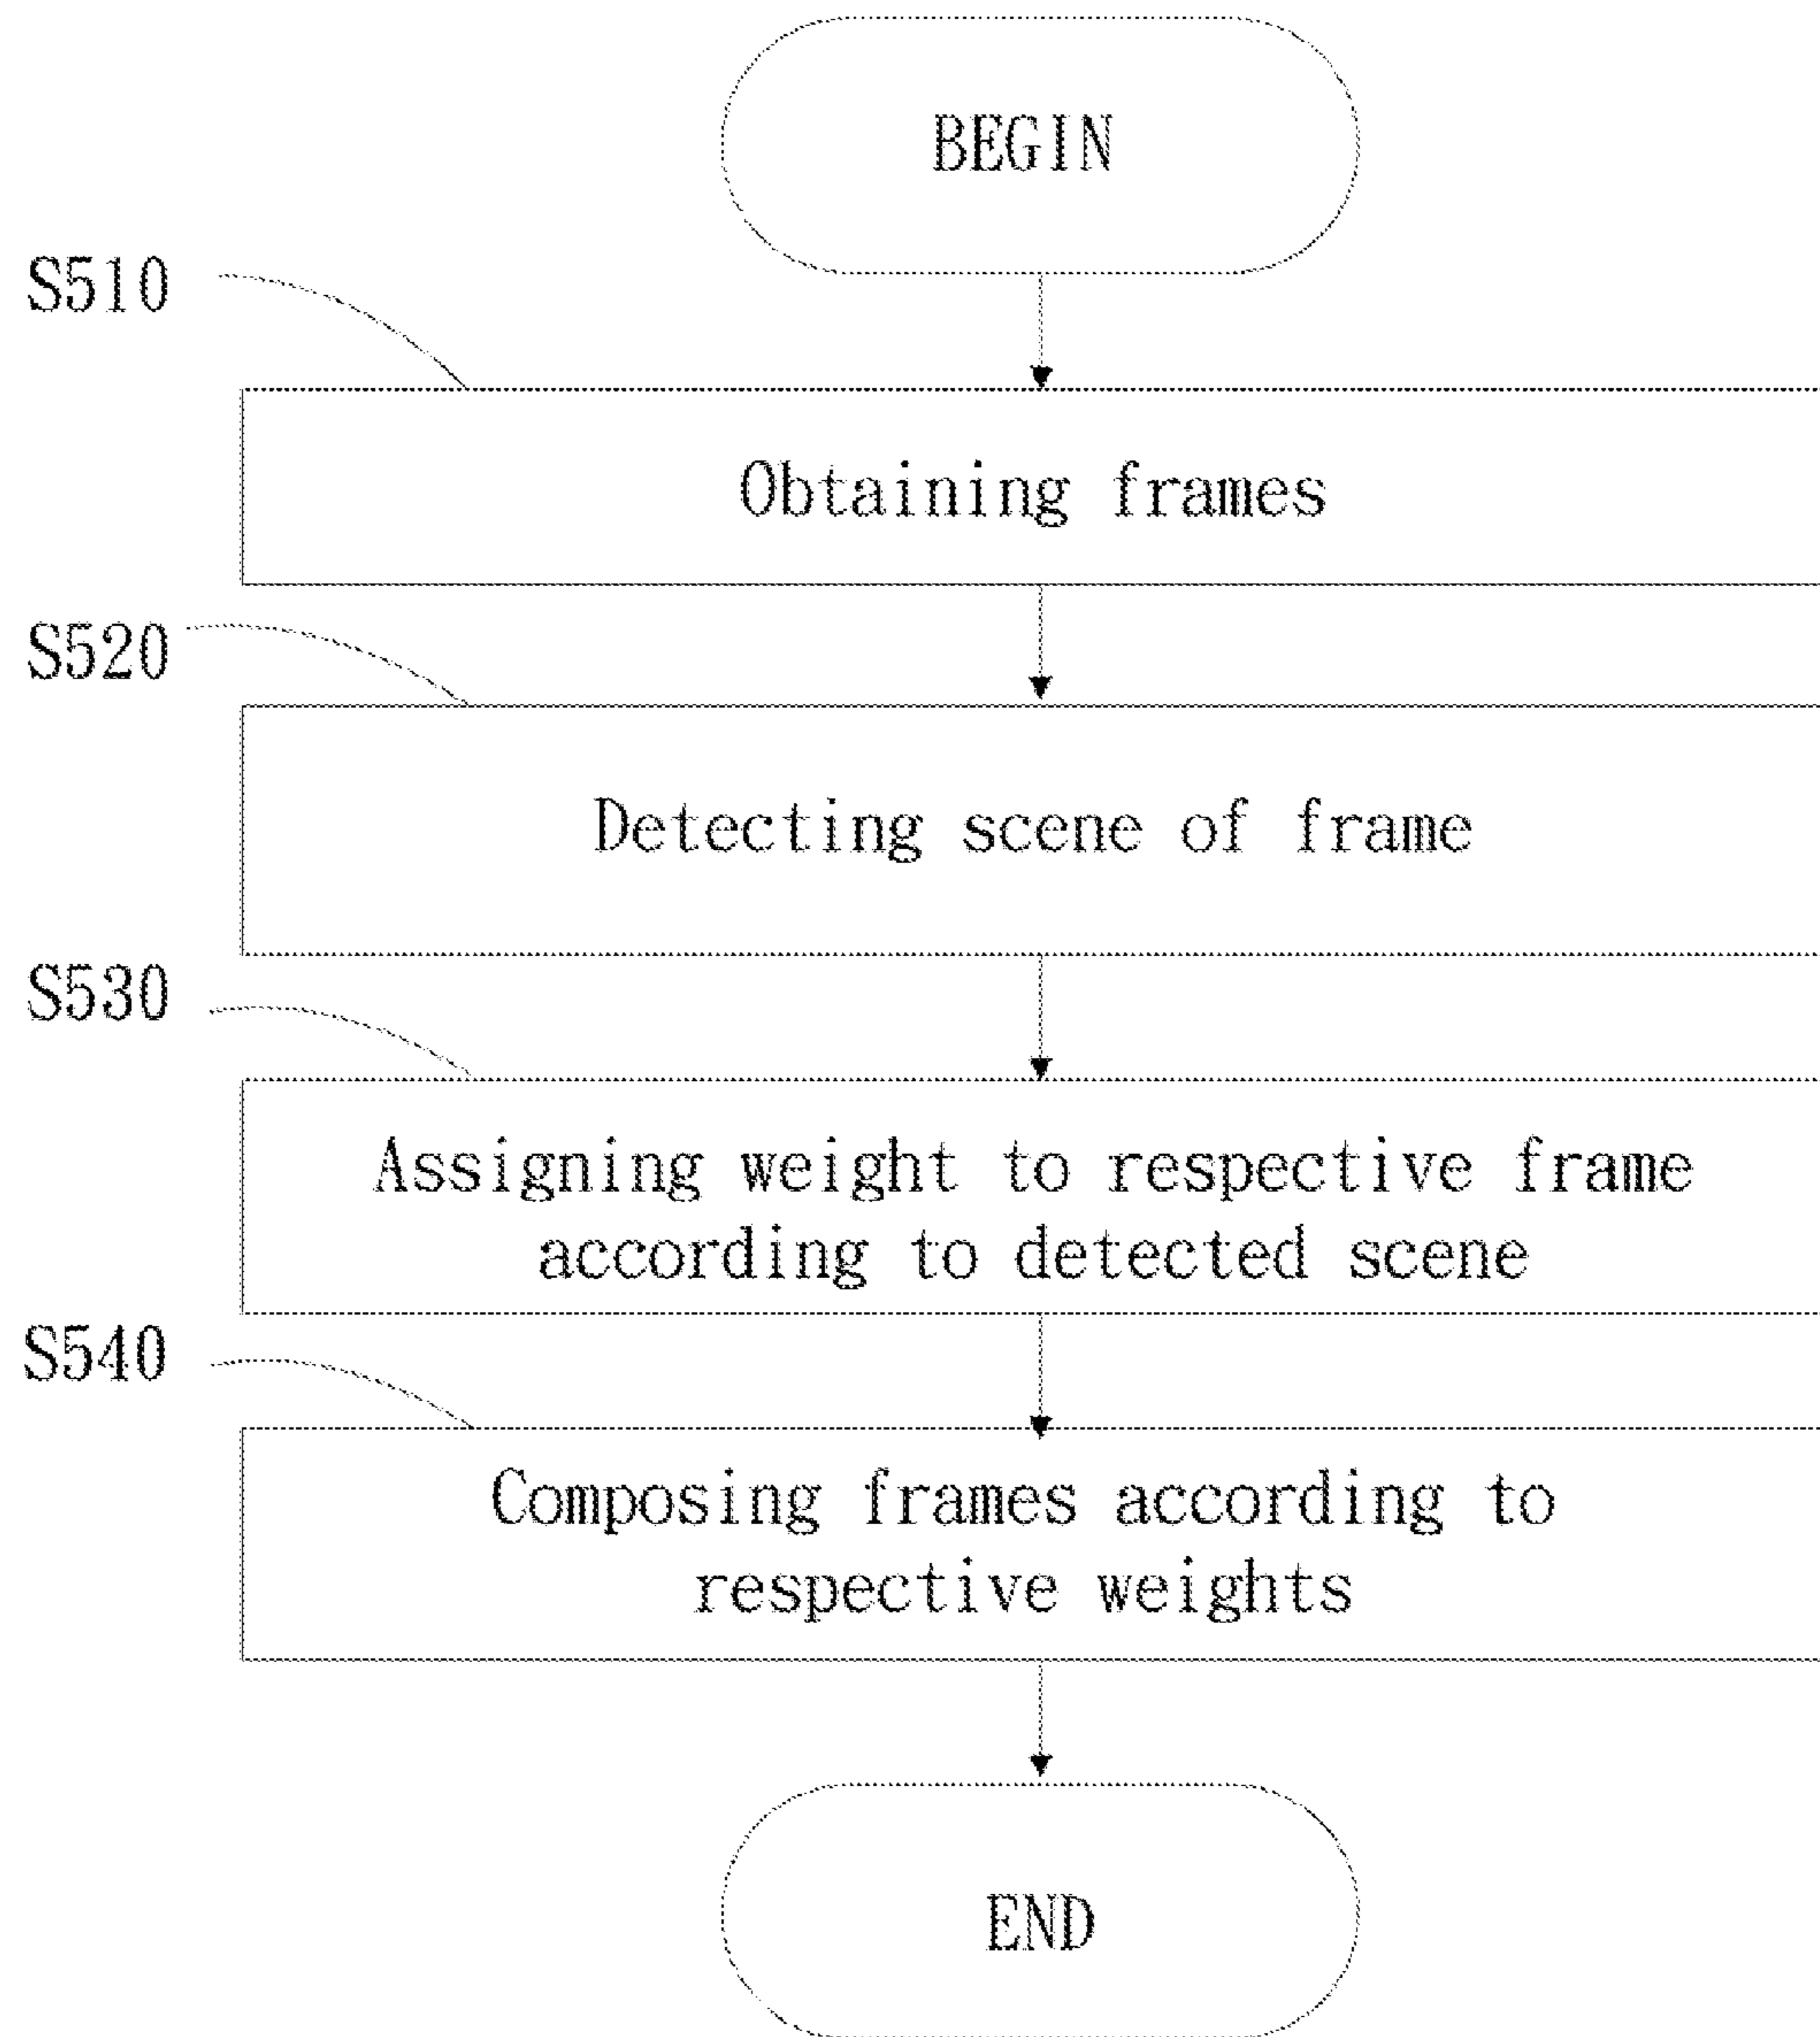 BEGIN
S510
Obtaining frames
S520
Detecting scene of frame
S530
Assigning weight to respective frame
according to detected scene
S540
Composing frames according to
respective weights
END